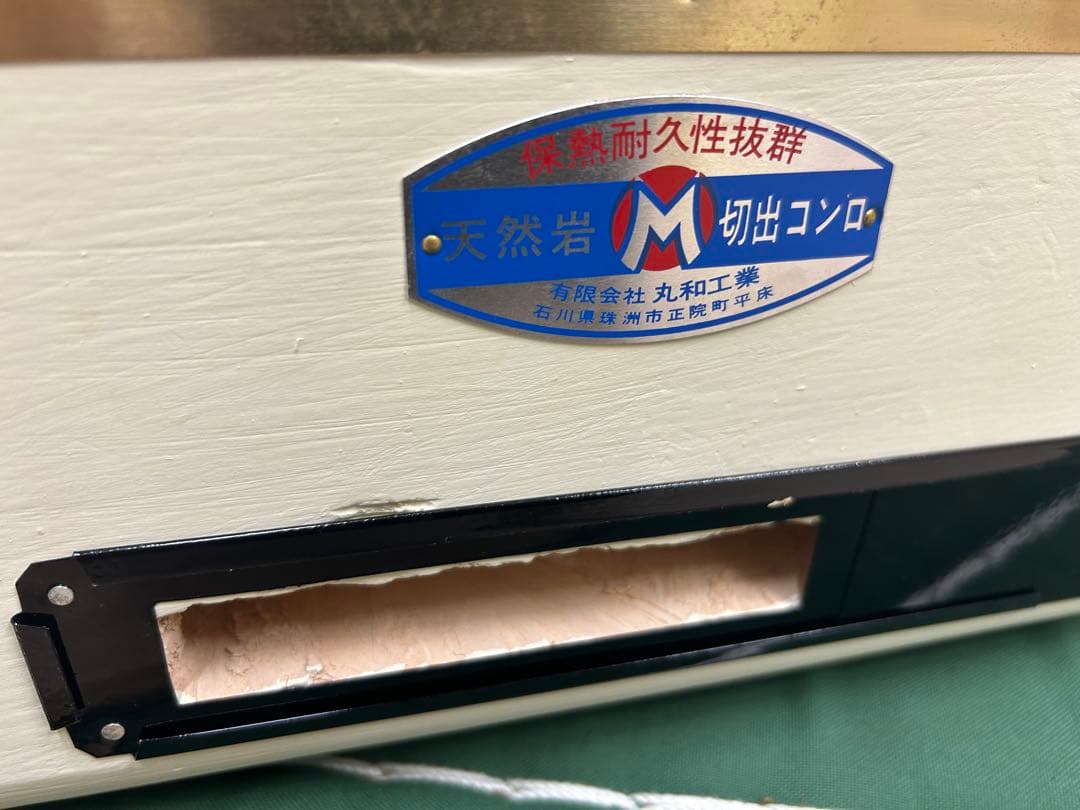 保熱耐久性抜群
天然岩 M 切出コンロ
有限会社 丸和工業
石川県珠洲市正院町平床